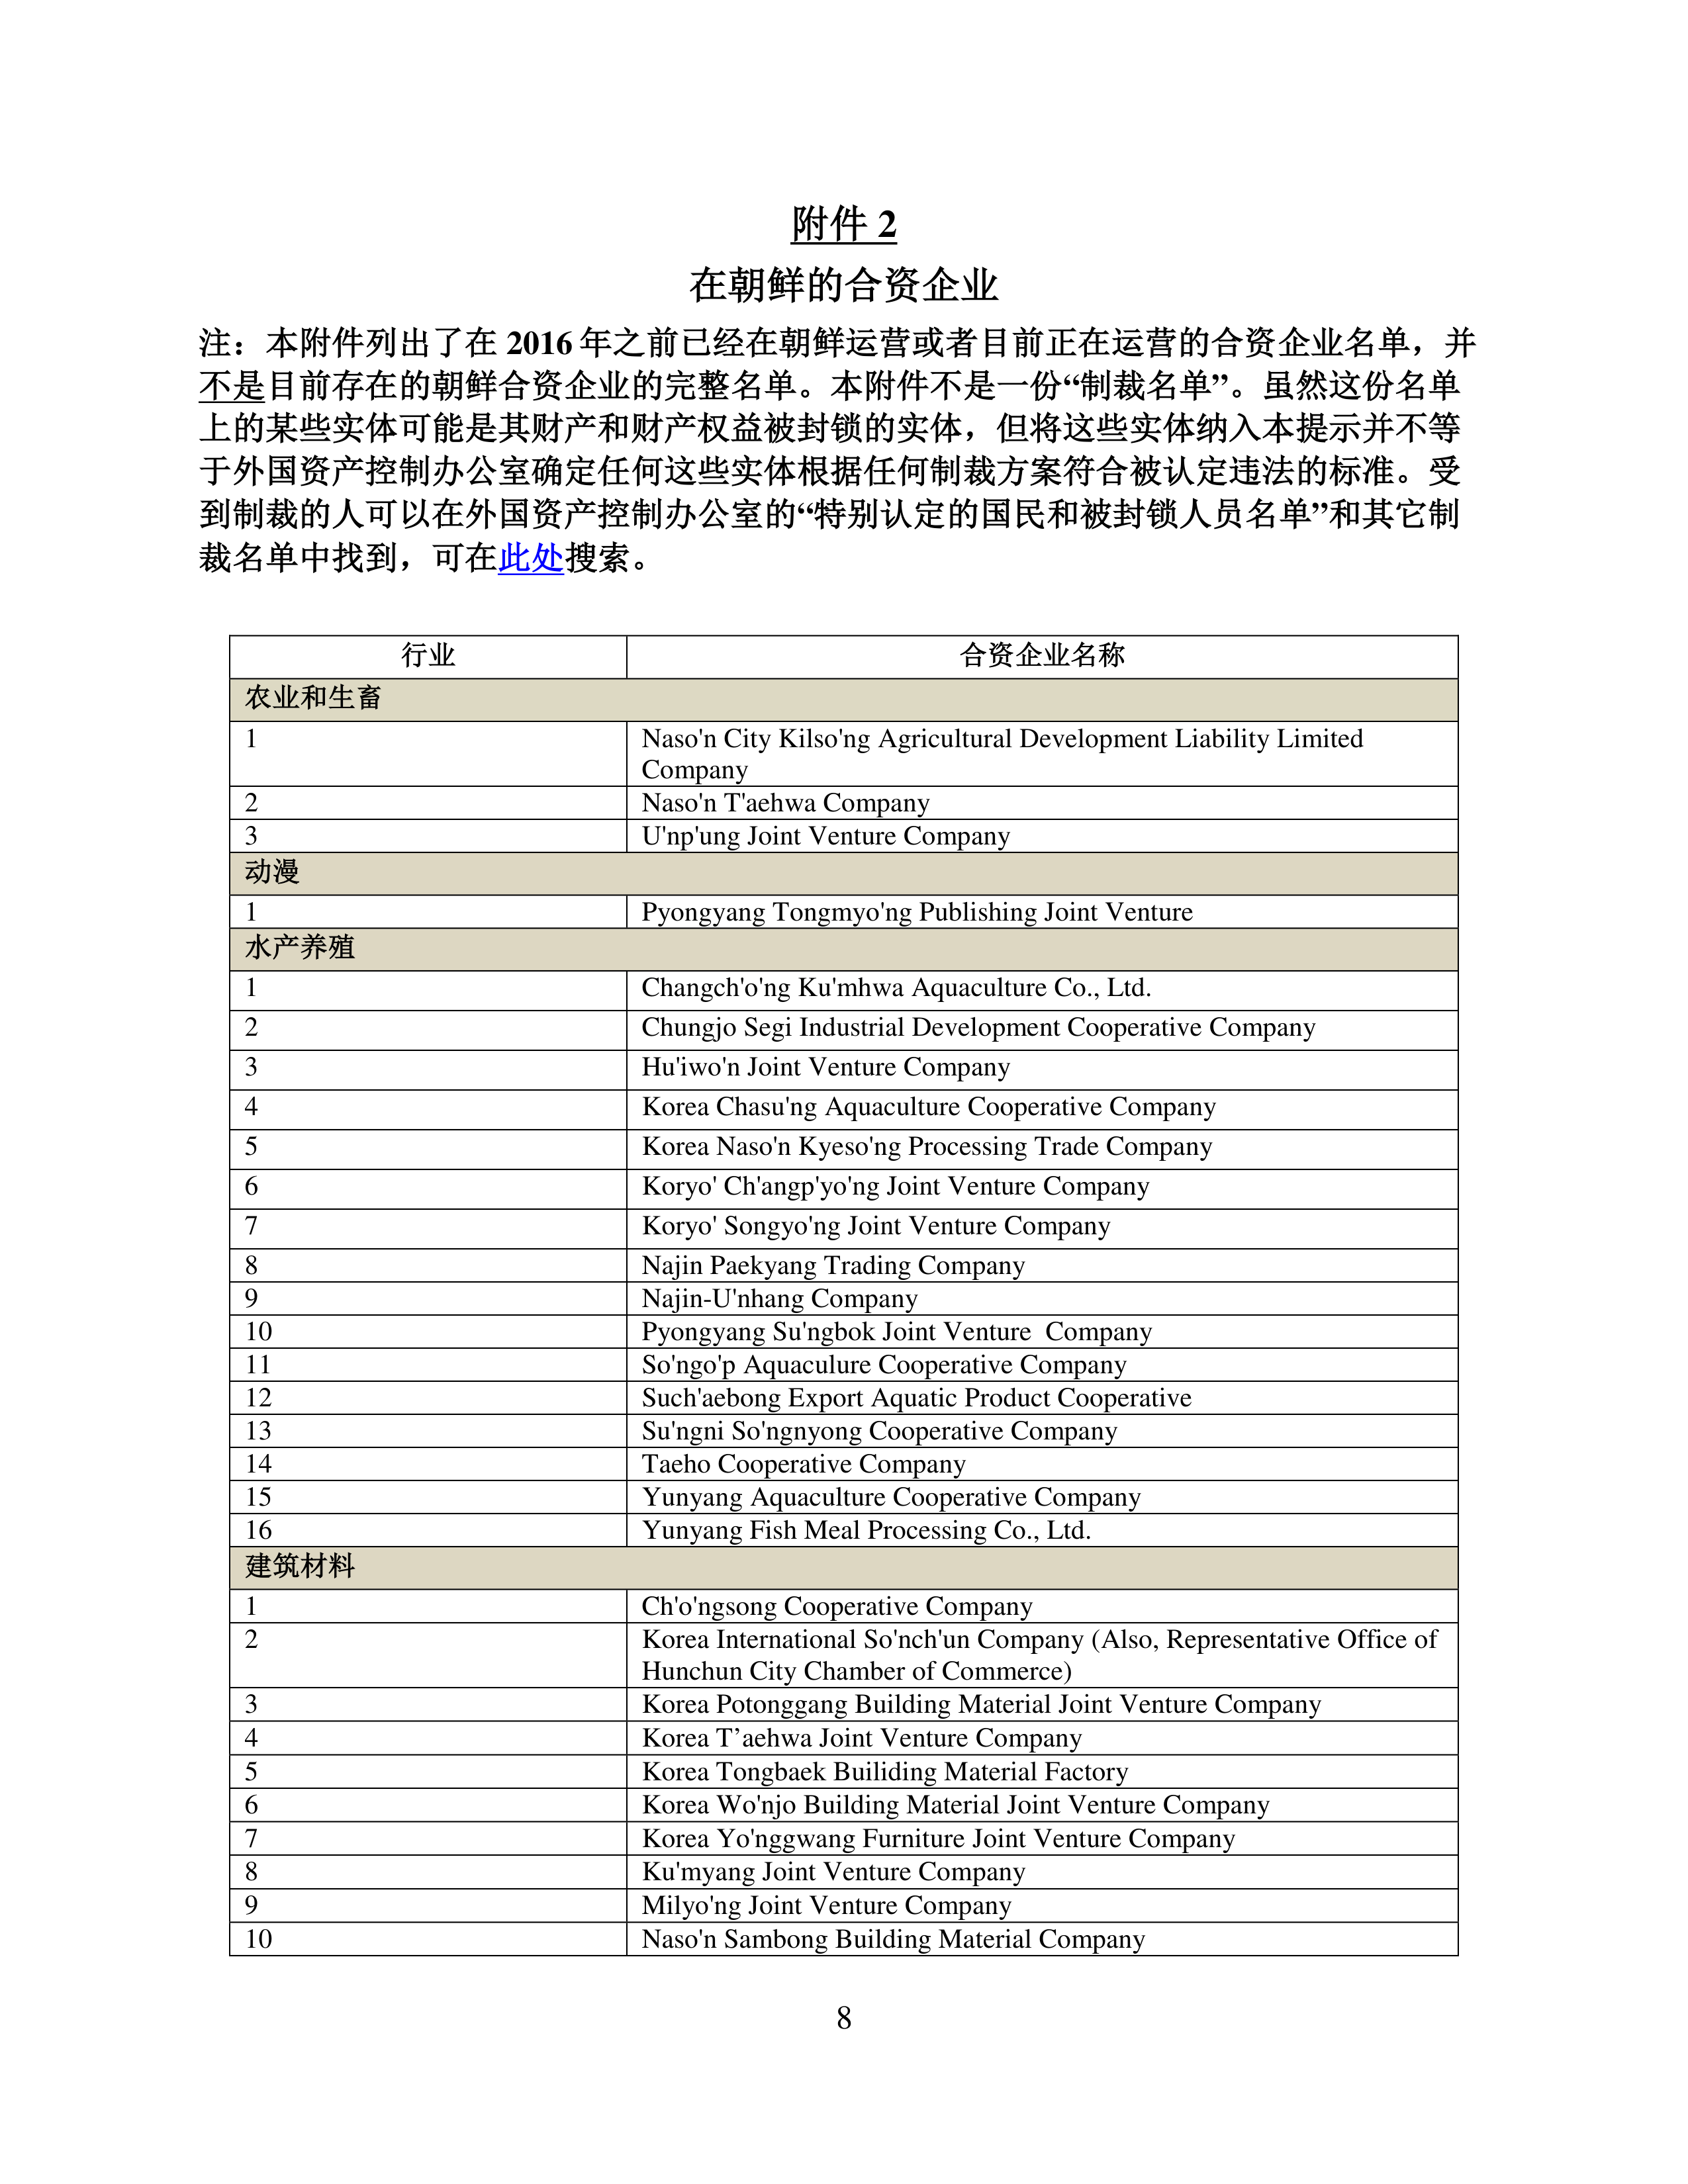 附件 2
在朝鲜的合资企业
注：本附件列出了在 2016 年之前已经在朝鲜运营或者目前正在运营的合资企业名单，并
不是目前存在的朝鲜合资企业的完整名单。本附件不是一份“制裁名单”。虽然这份名单
上的某些实体可能是其财产和财产权益被封锁的实体，但将这些实体纳入本提示并不等
于外国资产控制办公室确定任何这些实体根据任何制裁方案符合被认定违法的标准。受
到制裁的人可以在外国资产控制办公室的“特别认定的国民和被封锁人员名单”和其它制
裁名单中找到，可在此处搜索。
行业 合资企业名称
农业和生畜
1 Naso'n City Kilso'ng Agricultural Development Liability Limited
Company
2 Naso'n T'aehwa Company
3 U'np'ung Joint Venture Company
动漫
1 Pyongyang Tongmyo'ng Publishing Joint Venture
水产养殖
1 Changch'o'ng Ku'mhwa Aquaculture Co., Ltd.
2 Chungjo Segi Industrial Development Cooperative Company
3 Hu'iwo'n Joint Venture Company
4 Korea Chasu'ng Aquaculture Cooperative Company
5 Korea Naso'n Kyeso'ng Processing Trade Company
6 Koryo' Ch'angp'yo'ng Joint Venture Company
7 Koryo' Songyo'ng Joint Venture Company
8 Najin Paekyang Trading Company
9 Najin-U'nhang Company
10 Pyongyang Su'ngbok Joint Venture  Company
11 So'ngo'p Aquaculure Cooperative Company
12 Such'aebong Export Aquatic Product Cooperative
13 Su'ngni So'ngnyong Cooperative Company
14 Taeho Cooperative Company
15 Yunyang Aquaculture Cooperative Company
16 Yunyang Fish Meal Processing Co., Ltd.
建筑材料
1 Ch'o'ngsong Cooperative Company
2 Korea International So'nch'un Company (Also, Representative Office of
Hunchun City Chamber of Commerce)
3 Korea Potonggang Building Material Joint Venture Company
4 Korea T’aehwa Joint Venture Company
5 Korea Tongbaek Builiding Material Factory
6 Korea Wo'njo Building Material Joint Venture Company
7 Korea Yo'nggwang Furniture Joint Venture Company
8 Ku'myang Joint Venture Company
9 Milyo'ng Joint Venture Company
10 Naso'n Sambong Building Material Company
8